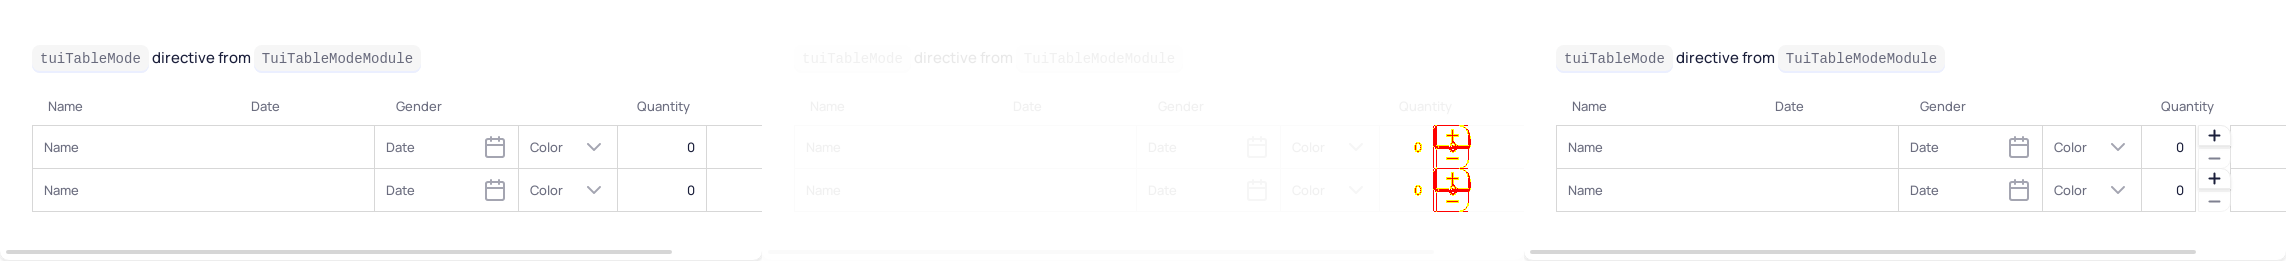 tuiTableMode directive from TuiTableModeModule tuiTableMode directive from TuiTableModeModule tuiTableMode directive from TuiTableModeModule
Name Date Gender Quantity Name Date Gender Quantity Name Date Gender Quantity
Name Date Color 0 Name Date Color 0 + − Name Date Color 0 + −
Name Date Color 0 Name Date Color 0 + − Name Date Color 0 + −